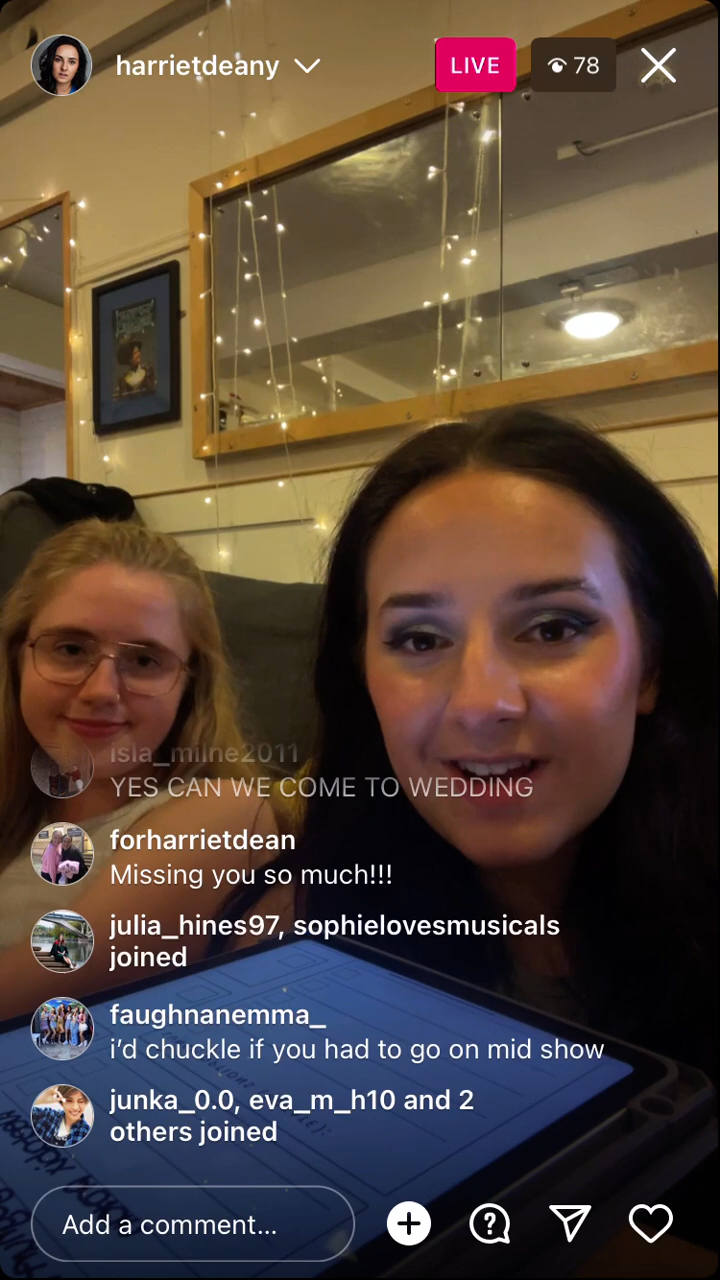 harrietdeany
LIVE
78
isla_milne2011
YES CAN WE COME TO WEDDING
forharrietdean
Missing you so much!!!
julia_hines97, sophielovesmusicals
joined
faughnanemma_
i’d chuckle if you had to go on mid show
junka_0.0, eva_m_h10 and 2
others joined
Add a comment...